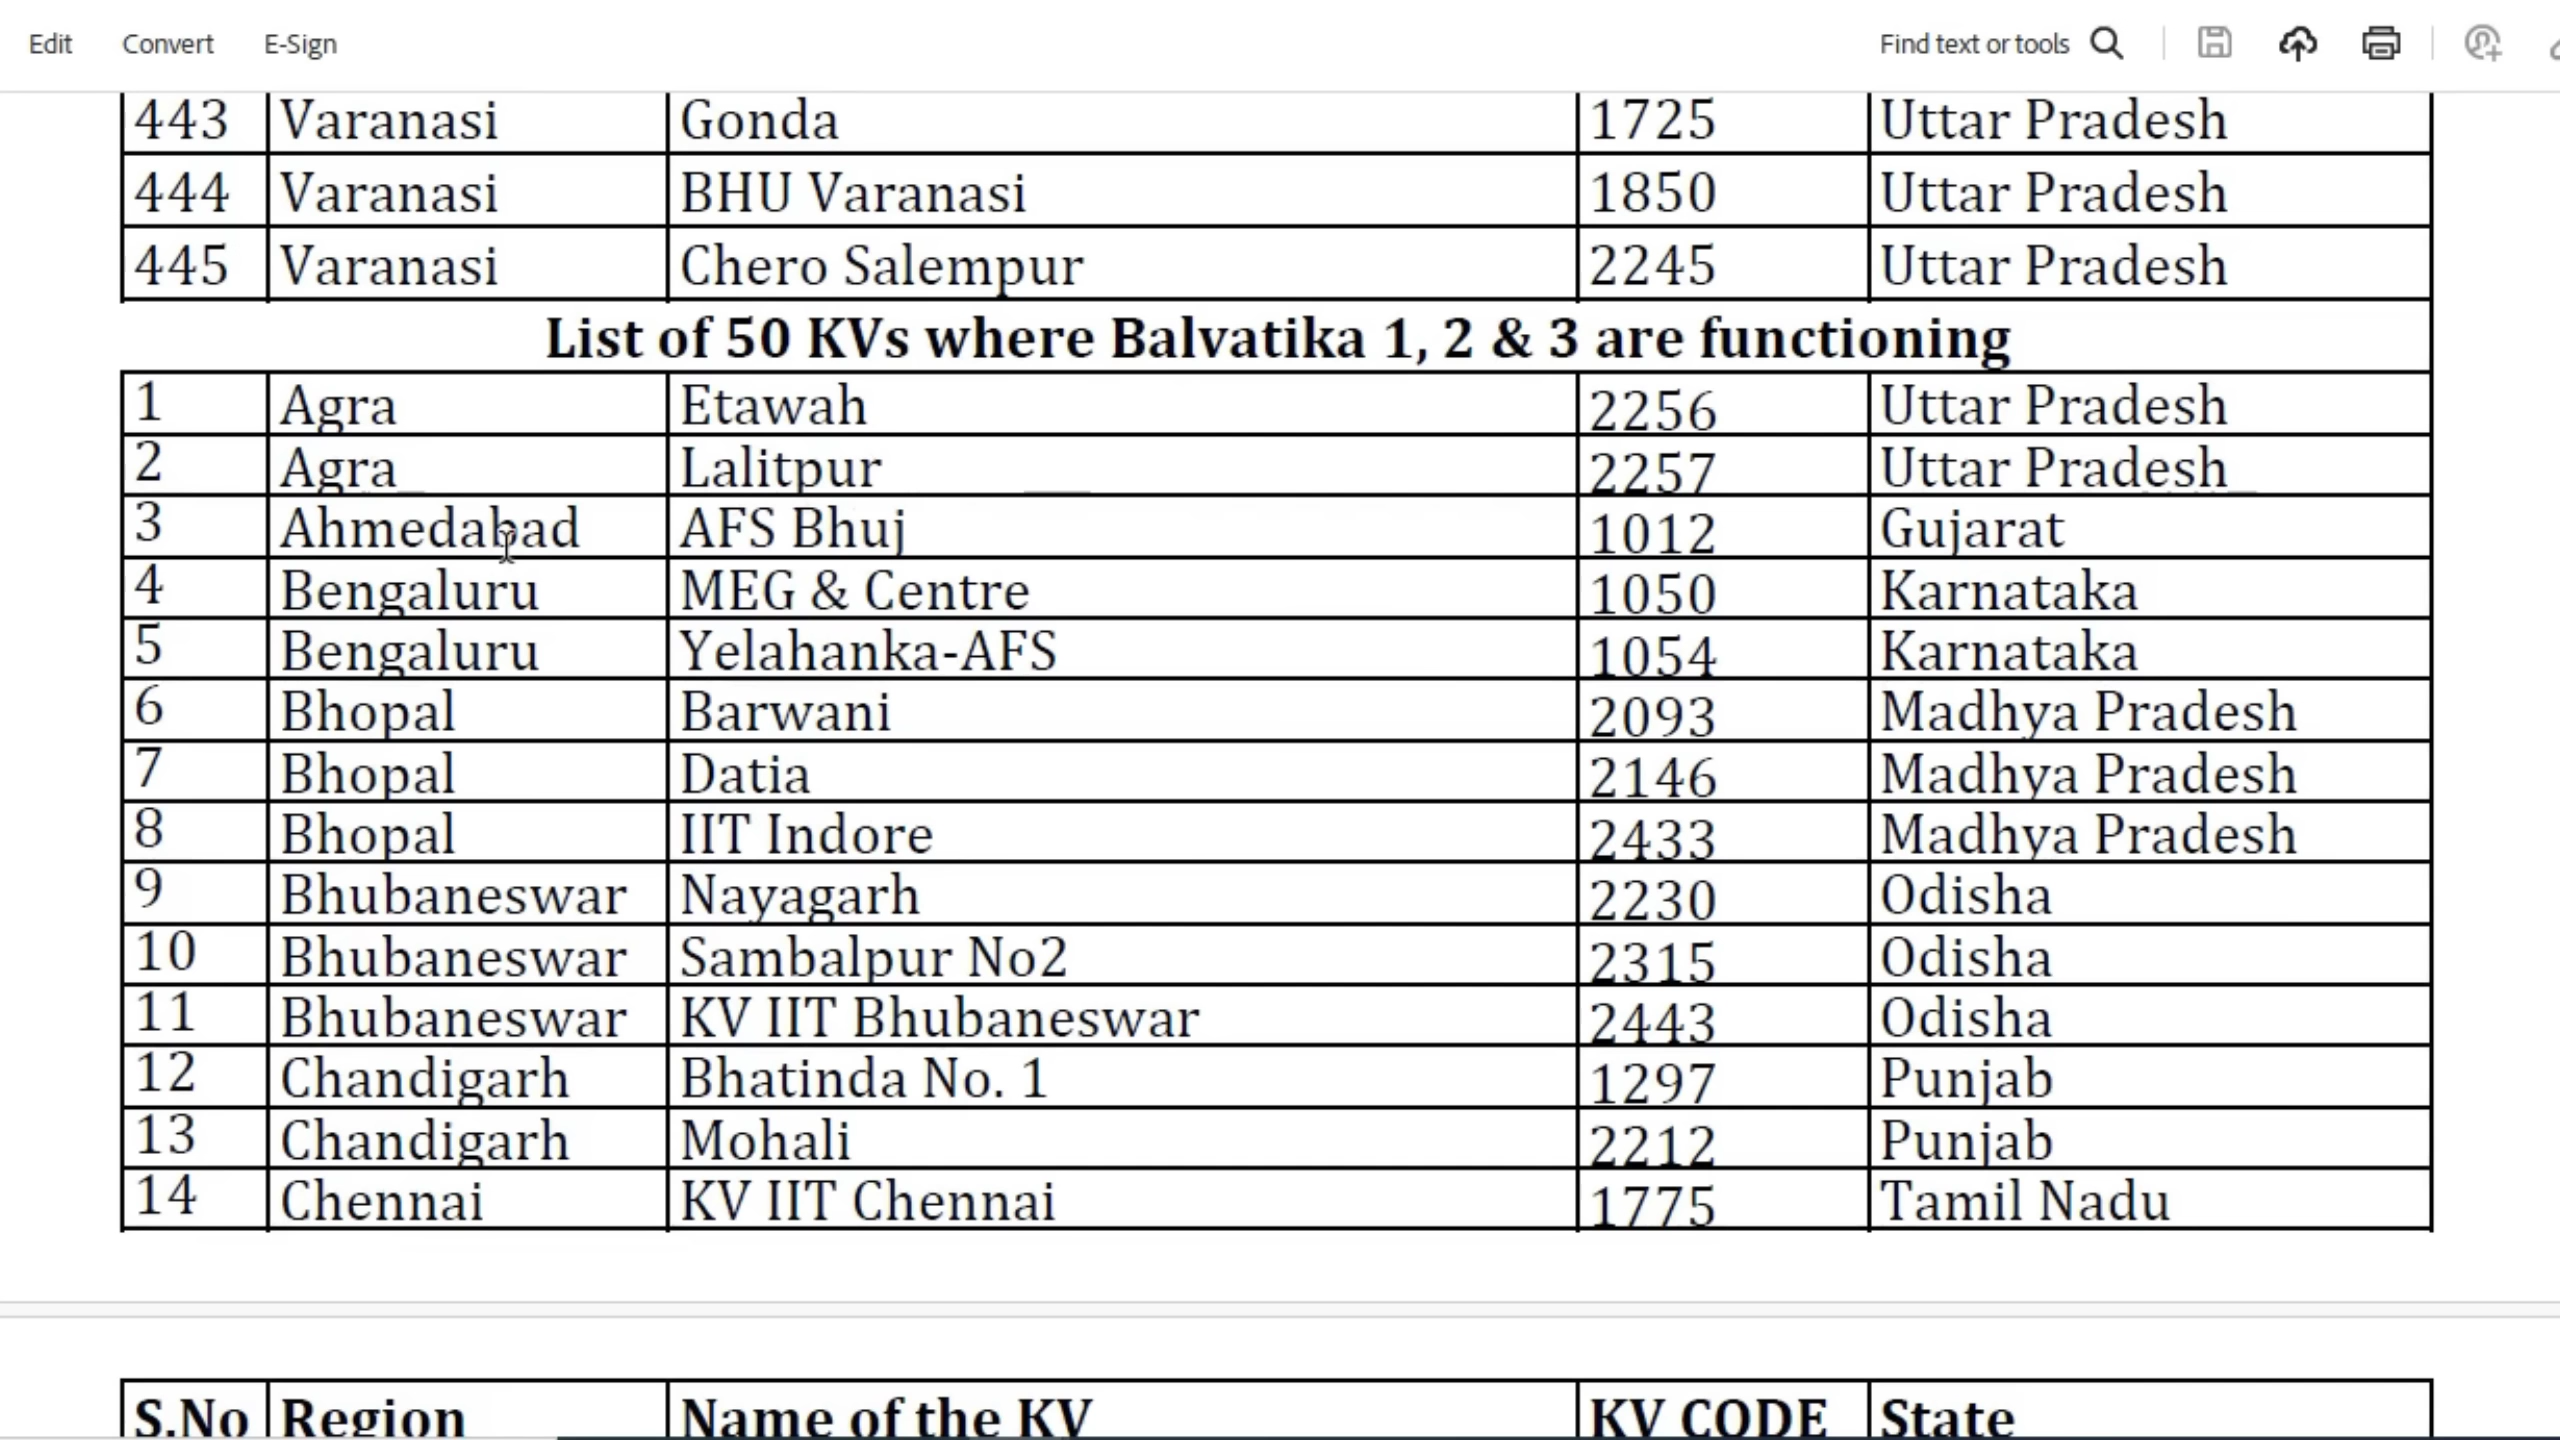 Edit Convert E-Sign Find text or tools
443 Varanasi Gonda 1725 Uttar Pradesh
444 Varanasi BHU Varanasi 1850 Uttar Pradesh
445 Varanasi Chero Salempur 2245 Uttar Pradesh
List of 50 KVs where Balvatika 1, 2 & 3 are functioning
1 Agra Etawah 2256 Uttar Pradesh
2 Agra Lalitpur 2257 Uttar Pradesh
3 Ahmedabad AFS Bhuj 1012 Gujarat
4 Bengaluru MEG & Centre 1050 Karnataka
5 Bengaluru Yelahanka-AFS 1054 Karnataka
6 Bhopal Barwani 2093 Madhya Pradesh
7 Bhopal Datia 2146 Madhya Pradesh
8 Bhopal IIT Indore 2433 Madhya Pradesh
9 Bhubaneswar Nayagarh 2230 Odisha
10 Bhubaneswar Sambalpur No2 2315 Odisha
11 Bhubaneswar KV IIT Bhubaneswar 2443 Odisha
12 Chandigarh Bhatinda No. 1 1297 Punjab
13 Chandigarh Mohali 2212 Punjab
14 Chennai KV IIT Chennai 1775 Tamil Nadu
S.No Region Name of the KV KV CODE State